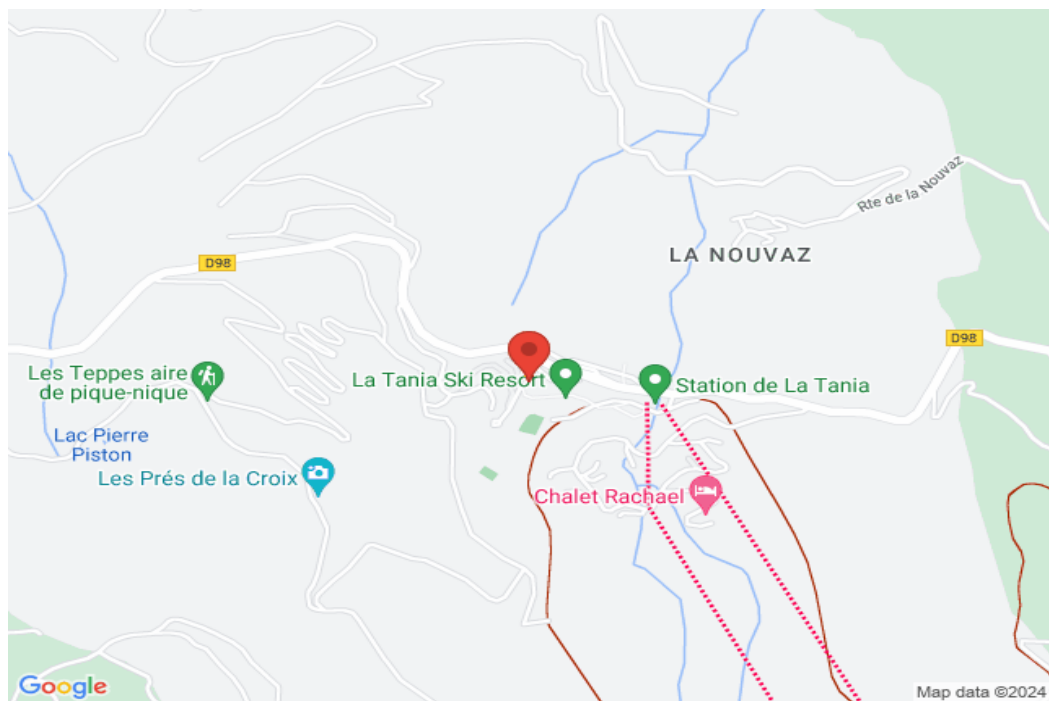 Rte de la Nouvaz
LA NOUVAZ
D98
D98
Les Teppes aire
de pique-nique
La Tania Ski Resort
Station de La Tania
Lac Pierre
Piston
Les Prés de la Croix
Chalet Rachael
Google
Map data ©2024